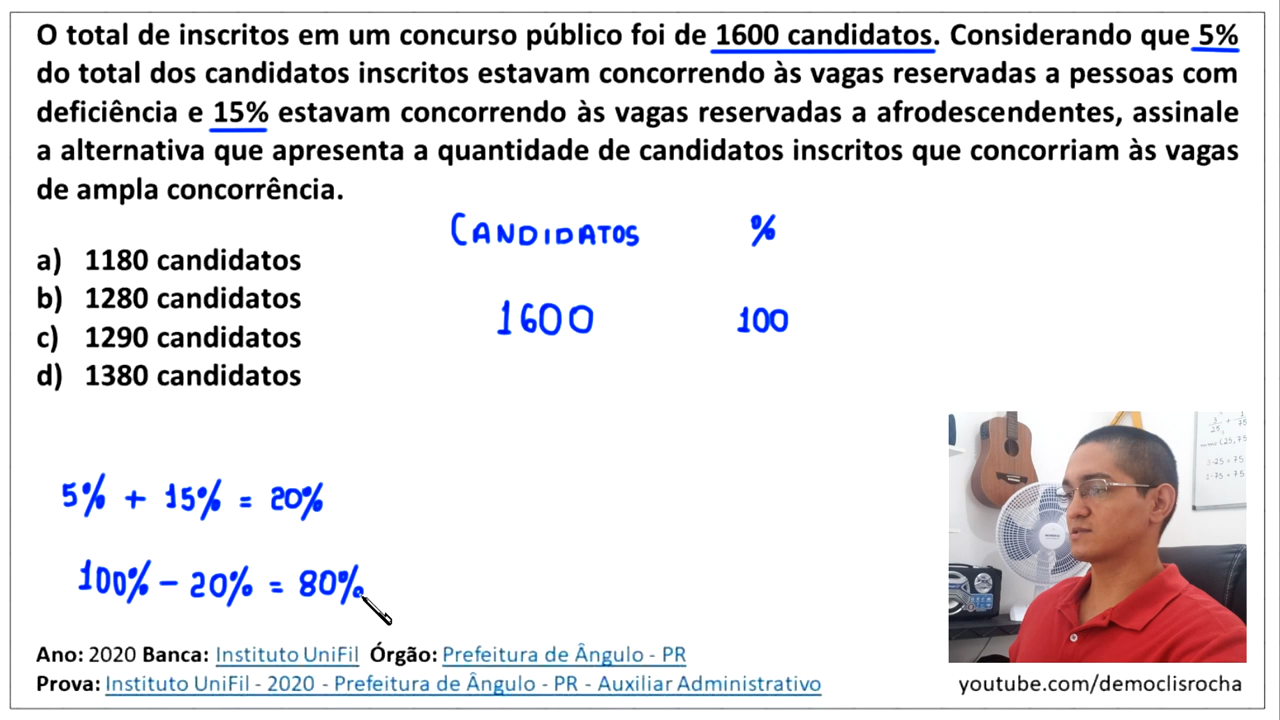 O total de inscritos em um concurso público foi de 1600 candidatos. Considerando que 5%
do total dos candidatos inscritos estavam concorrendo às vagas reservadas a pessoas com
deficiência e 15% estavam concorrendo às vagas reservadas a afrodescendentes, assinale
a alternativa que apresenta a quantidade de candidatos inscritos que concorriam às vagas
de ampla concorrência.
CANDIDATOS %
a) 1180 candidatos
b) 1280 candidatos
1600 100
c) 1290 candidatos
d) 1380 candidatos
5% + 15% = 20%
100% - 20% = 80%
Ano: 2020 Banca: Instituto UniFil Órgão: Prefeitura de Ângulo - PR
Prova: Instituto UniFil - 2020 - Prefeitura de Ângulo - PR - Auxiliar Administrativo
youtube.com/democlisrocha